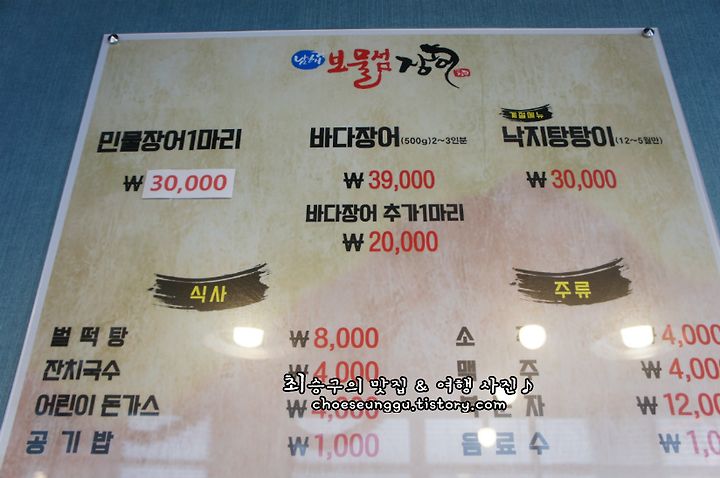 남해 보물섬 장어
민물장어1마리
₩ 30,000
바다장어(500g)2~3인분
₩ 39,000
바다장어 추가1마리
₩ 20,000
낙지탕탕이(12~5월만)
₩ 30,000
식사
벌떡탕 ₩ 8,000
잔치국수 ₩ 4,000
어린이 돈가스 ₩ 4,000
공기밥 ₩ 1,000
주류
소 ₩ 4,000
맥주 ₩ 4,00
자 ₩ 12,00
음료수 ₩ 1,0
최승구의 맛집 & 여행 사진♪
choeseunggu.tistory.com